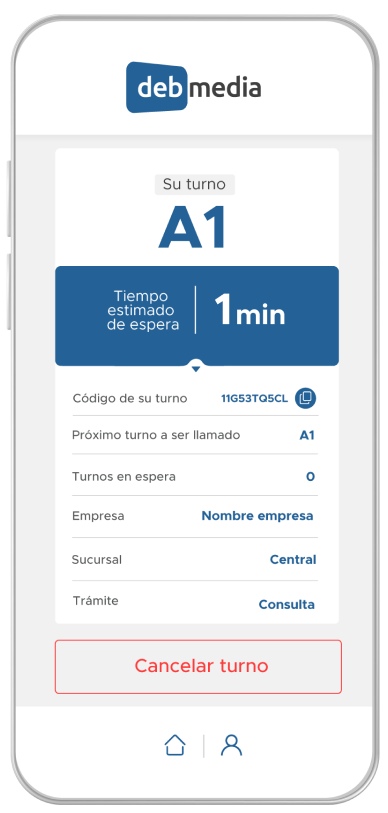 debmedia
Su turno
A1
Tiempo
estimado
de espera
1min
Código de su turno 11G53TQ5CL
Próximo turno a ser llamado A1
Turnos en espera 0
Empresa Nombre empresa
Sucursal Central
Trámite Consulta
Cancelar turno